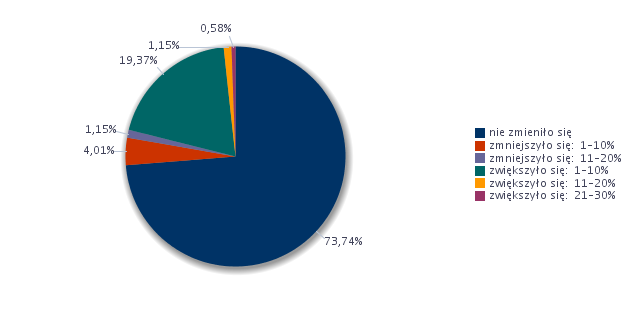 0,58%
1,15%
19,37%
1,15%
4,01%
73,74%
nie zmieniło się
zmniejszyło się: 1-10%
zmniejszyło się: 11-20%
zwiększyło się: 1-10%
zwiększyło się: 11-20%
zwiększyło się: 21-30%